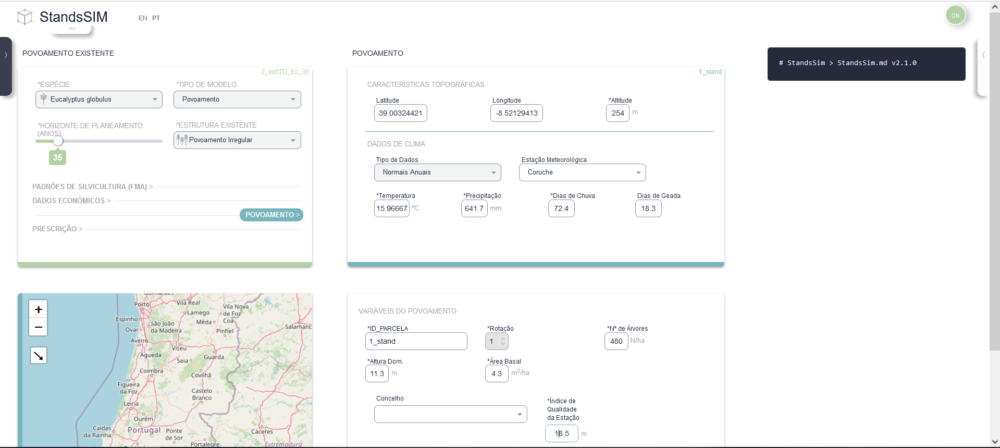 StandsSIM
EN PT
ON
POVOAMENTO EXISTENTE
2_exSTD_Ec_35
*ESPÉCIE
*TIPO DE MODELO
Eucalyptus globulus
Povoamento
*HORIZONTE DE PLANEAMENTO
(ANOS)
*ESTRUTURA EXISTENTE
Povoamento Irregular
35
PADRÕES DE SILVICULTURA (FMA) >
DADOS ECONÓMICOS >
POVOAMENTO >
PRESCRIÇÃO >
POVOAMENTO
1_stand
CARACTERÍSTICAS TOPOGRÁFICAS
Latitude
Longitude
*Altitude
39.00324421
-8.52129413
254 m
DADOS DE CLIMA
Tipo de Dados
Estação Meteorológica
Normais Anuais
Coruche
*Temperatura
*Precipitação
*Dias de Chuva
Dias de Geada
15.96667 ºC
641.7 mm
72.4
18.3
# StandsSim > StandsSim.md v2.1.0_
+
−
Guimarães
Porto
Vila Real
Vila Nova
de Foz
Coa
Lamego
Espinho
São João
da Madeira
Mêda
Ovar
Pinhel
Salamanc
Aveiro
Viseu
Águeda
Seia
Guarda
Coimbra
Covilhã
Figueira
da Foz
Castelo
Branco
Leiria
Ourém
Caldas
da Rainha
Portugal
Ponte
de Sor
Cáceres
Portalegre
Extremadura
VARIÁVEIS DO POVOAMENTO
*ID_PARCELA
*Rotação
*Nº de Árvores
1_stand
1
480 N/ha
*Altura Dom.
*Área Basal
11.3 m
4.3 m2/ha
Concelho
*Índice de
Qualidade
da Estação
18.5 m